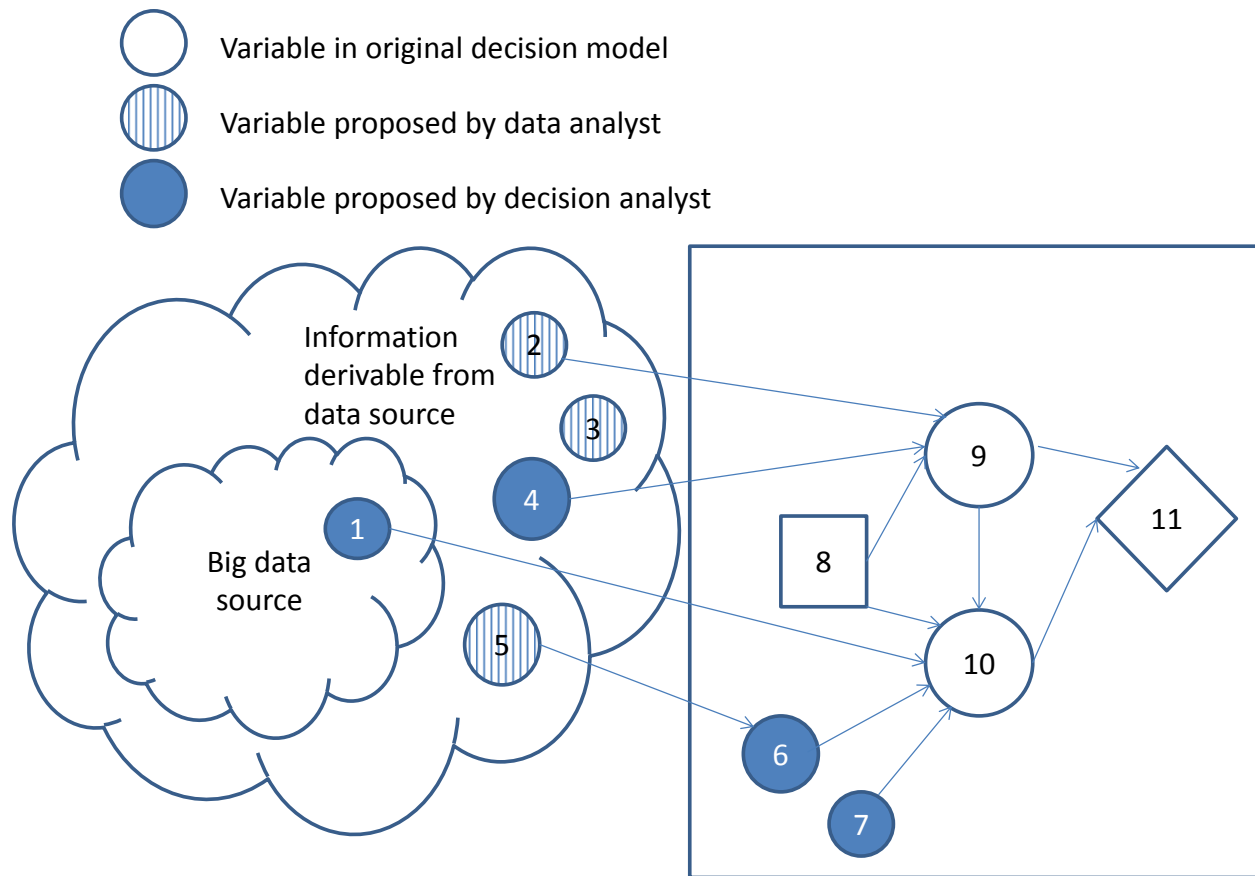 Variable in original decision model
Variable proposed by data analyst
Variable proposed by decision analyst
Information
derivable from
data source
2
3
4
1
Big data
source
5
9
8
11
10
6
7